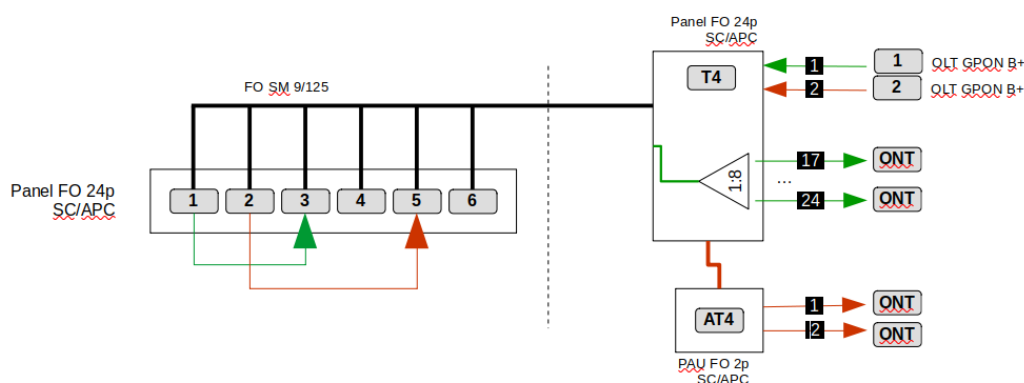 Panel FO 24p
SC/APC
T4
1
1
OLT GPON B+
2
2
OLT GPON B+
FO SM 9/125
1:8
17
ONT
...
24
ONT
Panel FO 24p
SC/APC
1
2
3
4
5
6
AT4
1
ONT
2
ONT
PAU FO 2p
SC/APC